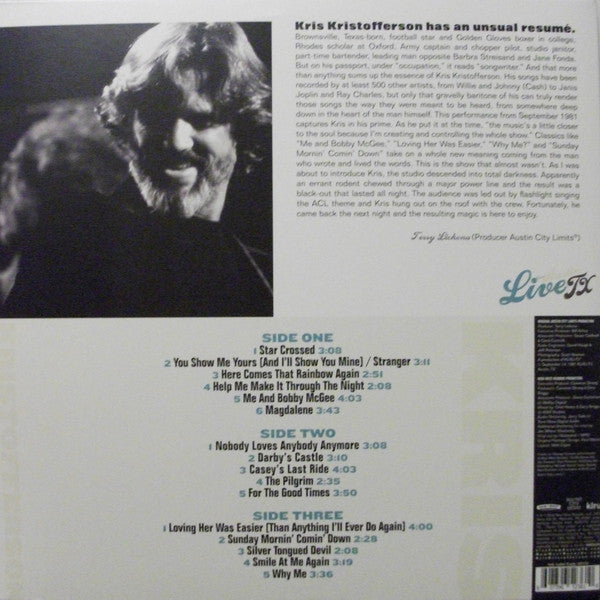 Kris Kristofferson has an unsual resumé.
Brownsville, Texas-born, football star and Golden Gloves boxer in college,
Rhodes scholar at Oxford, Army captain and chopper pilot, studio janitor,
part-time bartender, leading man opposite Barbra Streisand and Jane Fonda.
But on his passport, under "occupation," it reads "songwriter." And that more
than anything sums up the essence of Kris Kristofferson. His songs have been
recorded by at least 500 other artists, from Willie and Johnny (Cash) to Janis
Joplin and Ray Charles, but only that gravelly baritone of his can truly render
those songs the way they were meant to be heard, from somewhere deep
down in the heart of the man himself. This performance from September 1981
captures Kris in his prime. As he put it at the time, "the music's a little closer
to the soul because I'm creating and controlling the whole show." Classics like
"Me and Bobby McGee," "Loving Her Was Easier," "Why Me?" and "Sunday
Mornin' Comin' Down" take on a whole new meaning coming from the man
who wrote and lived the words. This is the show that almost wasn't. As I was
about to introduce Kris, the studio descended into total darkness. Apparently
an errant rodent chewed through a major power line and the result was a
black-out that lasted all night. The audience was led out by flashlight singing
the ACL theme and Kris hung out on the roof with the crew. Fortunately, he
came back the next night and the resulting magic is here to enjoy.
Terry Lickona (Producer Austin City Limits®)
Live TX
SIDE ONE
1 Star Crossed 3:08
2 You Show Me Yours [And I'll Show You Mine] / Stranger 3:11
3 Here Comes That Rainbow Again 2:51
4 Help Me Make It Through The Night 2:08
5 Me And Bobby McGee 4:03
6 Magdalene 3:43
SIDE TWO
1 Nobody Loves Anybody Anymore 3:08
2 Darby's Castle 3:10
3 Casey's Last Ride 4:03
4 The Pilgrim 2:35
5 For The Good Times 3:50
SIDE THREE
1 Loving Her Was Easier [Than Anything I'll Ever Do Again] 4:00
2 Sunday Mornin' Comin' Down 2:28
3 Silver Tongued Devil 2:08
4 Smile At Me Again 3:19
5 Why Me 3:36
KRIS